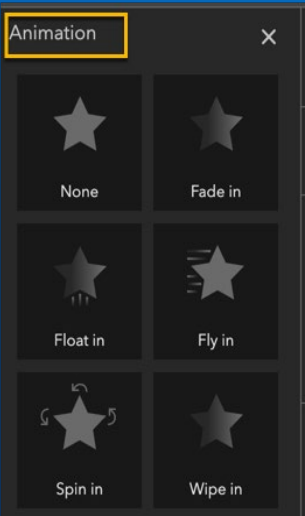 Animation
None
Fade in
Float in
Fly in
Spin in
Wipe in